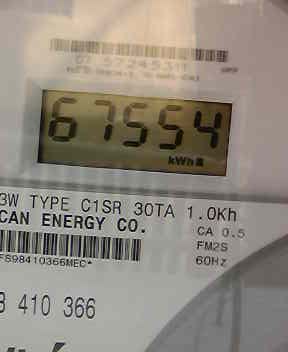 67554
kWh
3W TYPE C1SR 30TA 1.0Kh
CAN ENERGY CO.
CA 0.5
FM2S
60Hz
FS98410366MEC*
3 410 366